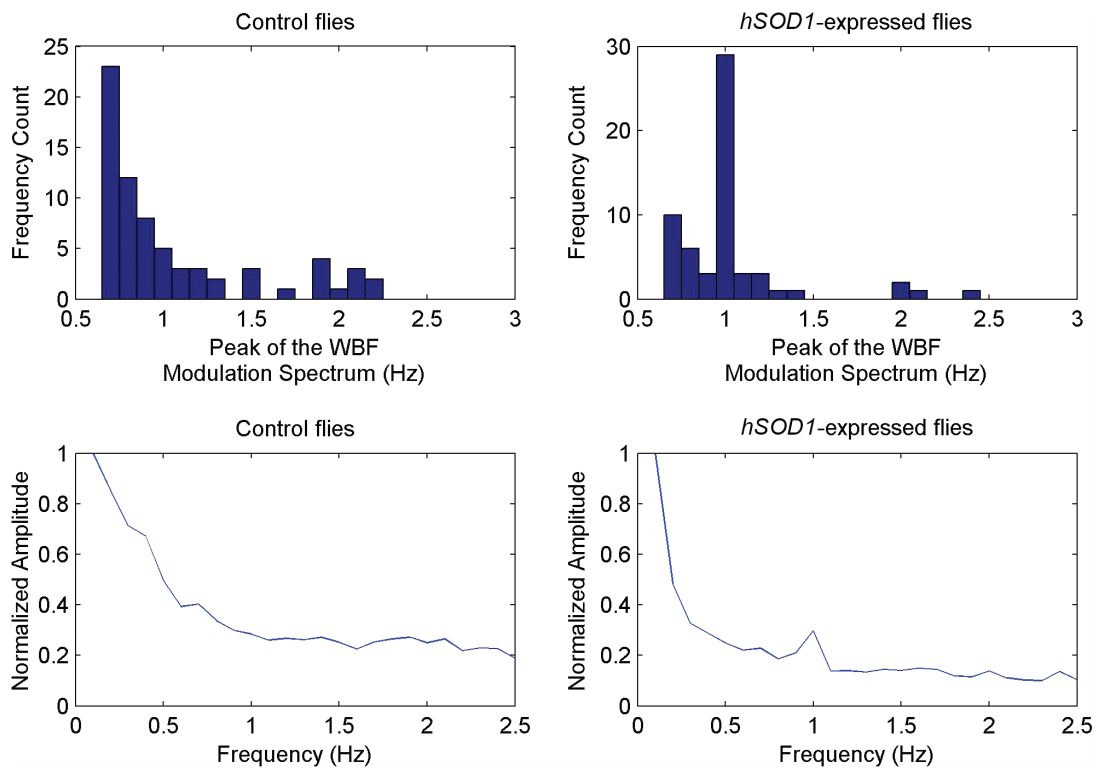 Control flies
25
20
15
10
5
0
Frequency Count
0.5 1 1.5 2 2.5 3
Peak of the WBF
Modulation Spectrum (Hz)
hSOD1-expressed flies
30
20
10
0
Frequency Count
0.5 1 1.5 2 2.5 3
Peak of the WBF
Modulation Spectrum (Hz)
Control flies
1
0.8
0.6
0.4
0.2
0
Normalized Amplitude
0 0.5 1 1.5 2 2.5
Frequency (Hz)
hSOD1-expressed flies
1
0.8
0.6
0.4
0.2
0
Normalized Amplitude
0 0.5 1 1.5 2 2.5
Frequency (Hz)